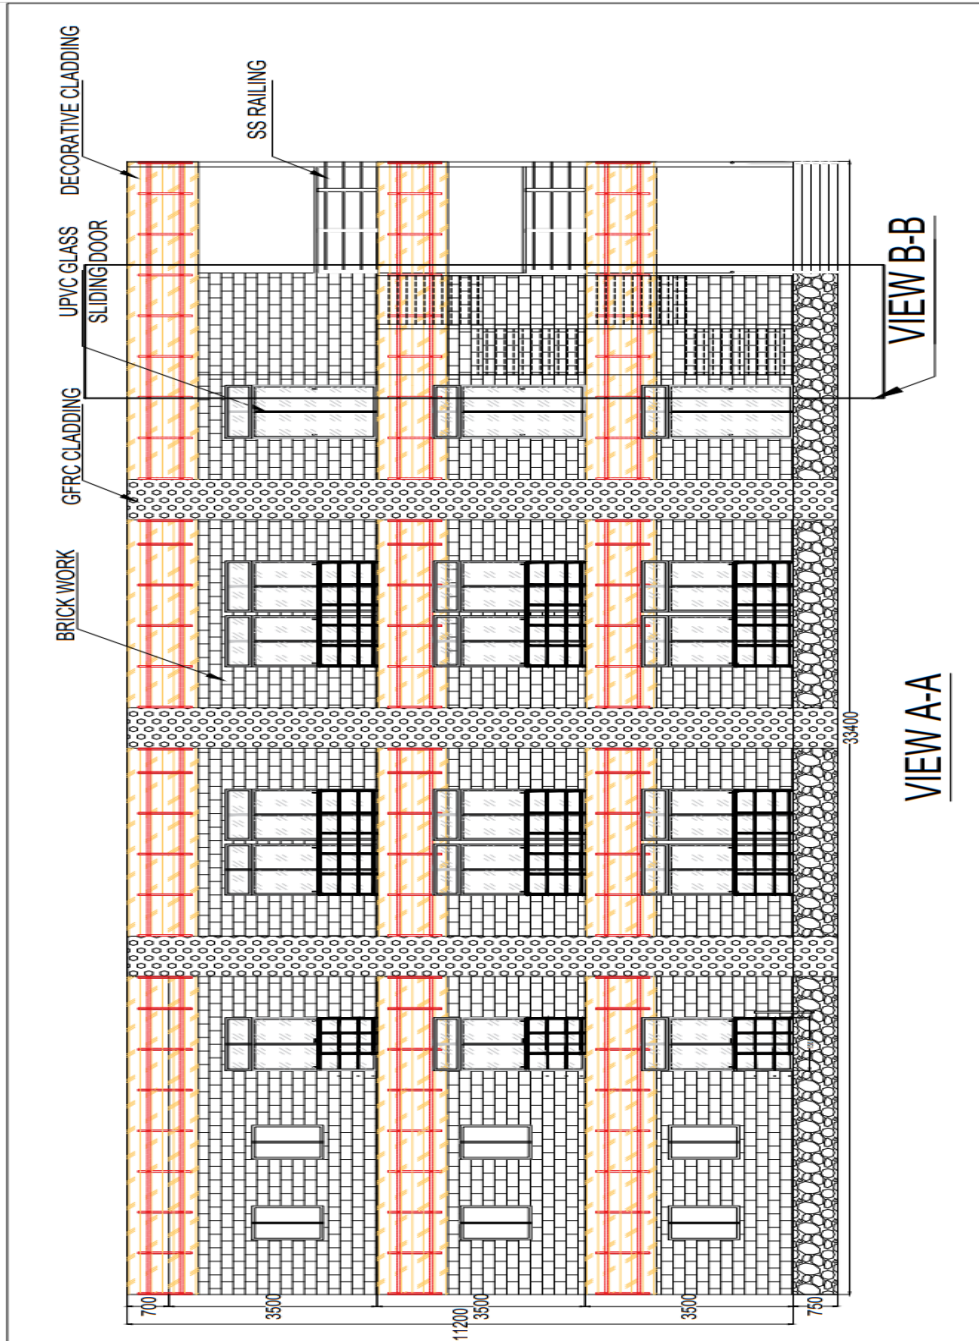 DECORATIVE CLADDING
SS RAILING
UPVC GLASS
SLIDING DOOR
GFRC CLADDING
BRICK WORK
VIEW B-B
VIEW A-A
33400
700
3500
3500
3500
750
11200